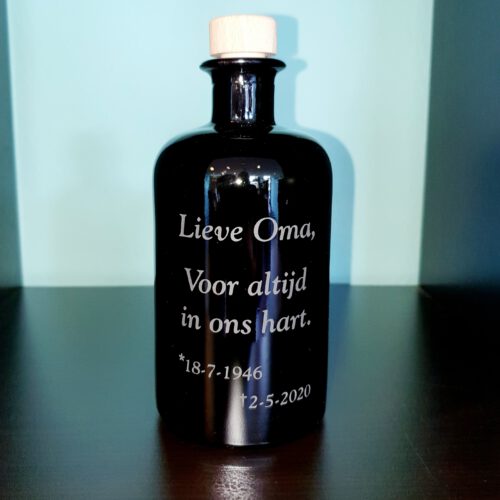 Lieve Oma,
Voor altijd
in ons hart.
*18-7-1946
†2-5-2020